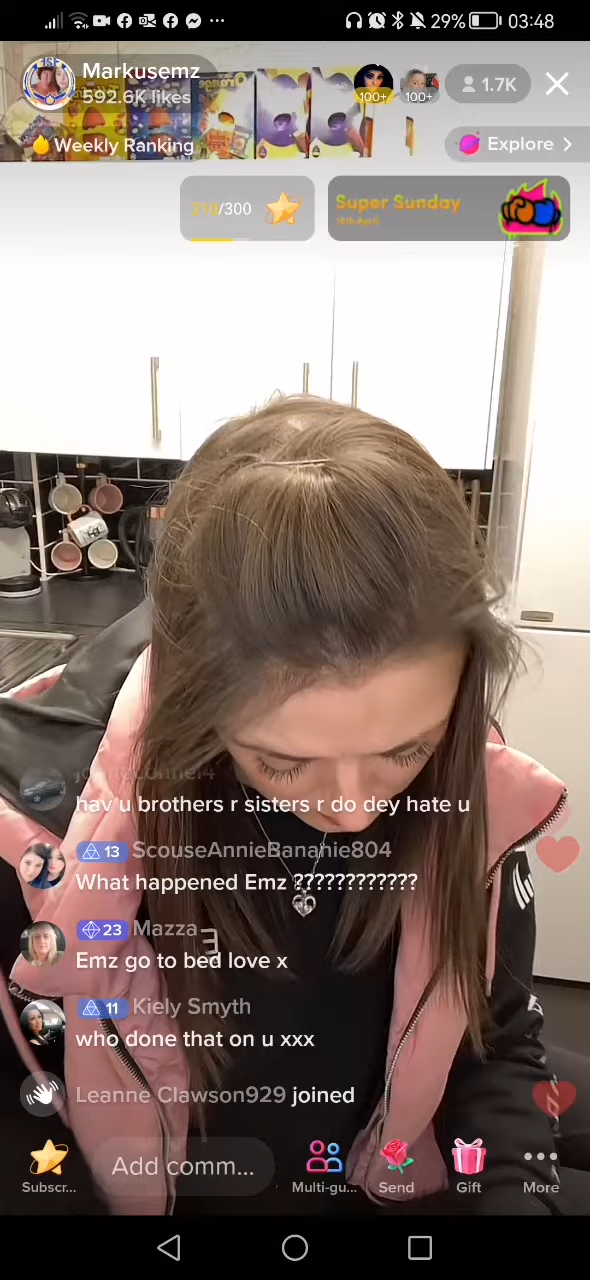 29% 03:48
Markusemz
592.6K likes
100+ 100+ 1.7K
Weekly Ranking
Explore
/300
Super Sunday
hav u brothers r sisters r do dey hate u
13 ScouseAnnieBananie804
What happened Emz ????????????
23 Mazza
Emz go to bed love x
11 Kiely Smyth
who done that on u xxx
Leanne Clawson929 joined
Add comm...
Subscr... Multi-gu... Send Gift More